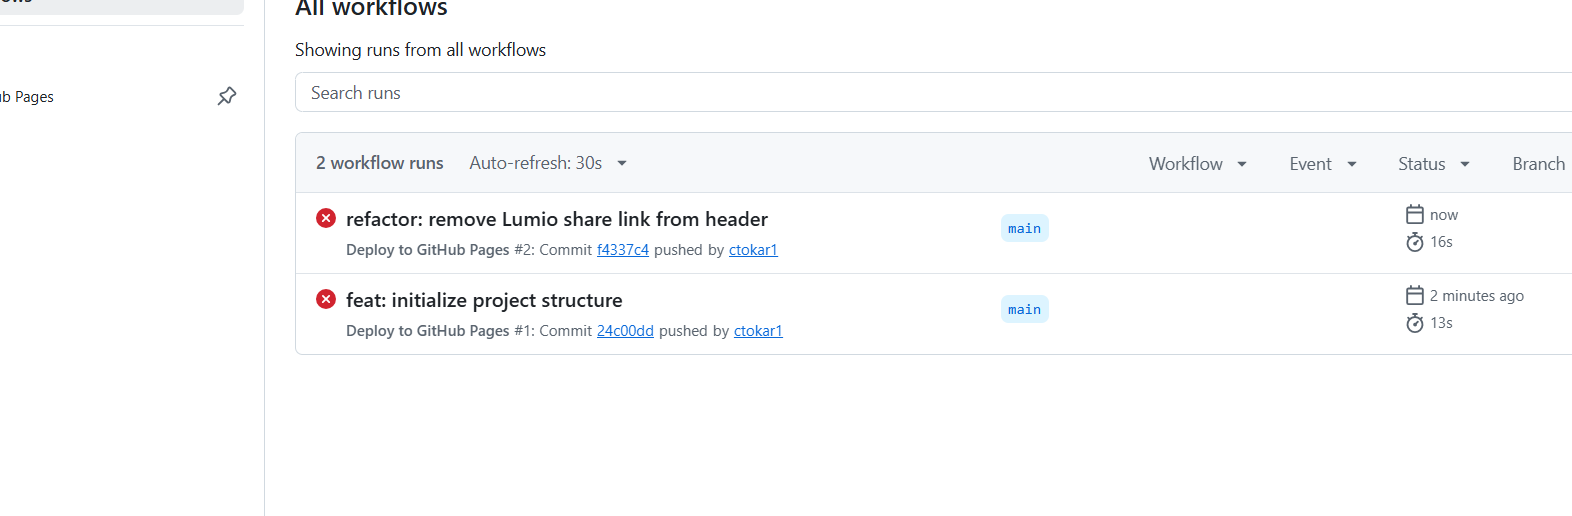 All workflows
Showing runs from all workflows
ub Pages
Search runs
2 workflow runs Auto-refresh: 30s Workflow Event Status Branch
refactor: remove Lumio share link from header
main
now
Deploy to GitHub Pages #2: Commit f4337c4 pushed by ctokar1
16s
feat: initialize project structure
main
2 minutes ago
Deploy to GitHub Pages #1: Commit 24c00dd pushed by ctokar1
13s